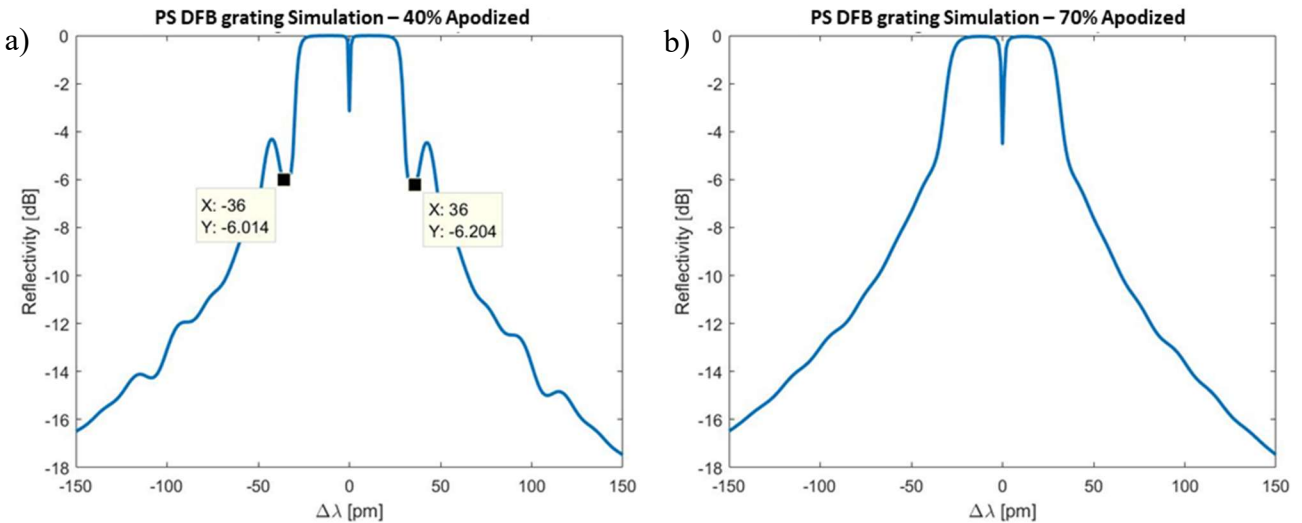 a)
PS DFB grating Simulation – 40% Apodized
Reflectivity [dB]
0
-2
-4
-6
-8
-10
-12
-14
-16
-18
X: -36
Y: -6.014
X: 36
Y: -6.204
-150
-100
-50
0
50
100
150
Δλ [pm]
b)
PS DFB grating Simulation – 70% Apodized
Reflectivity [dB]
0
-2
-4
-6
-8
-10
-12
-14
-16
-18
-150
-100
-50
0
50
100
150
Δλ [pm]